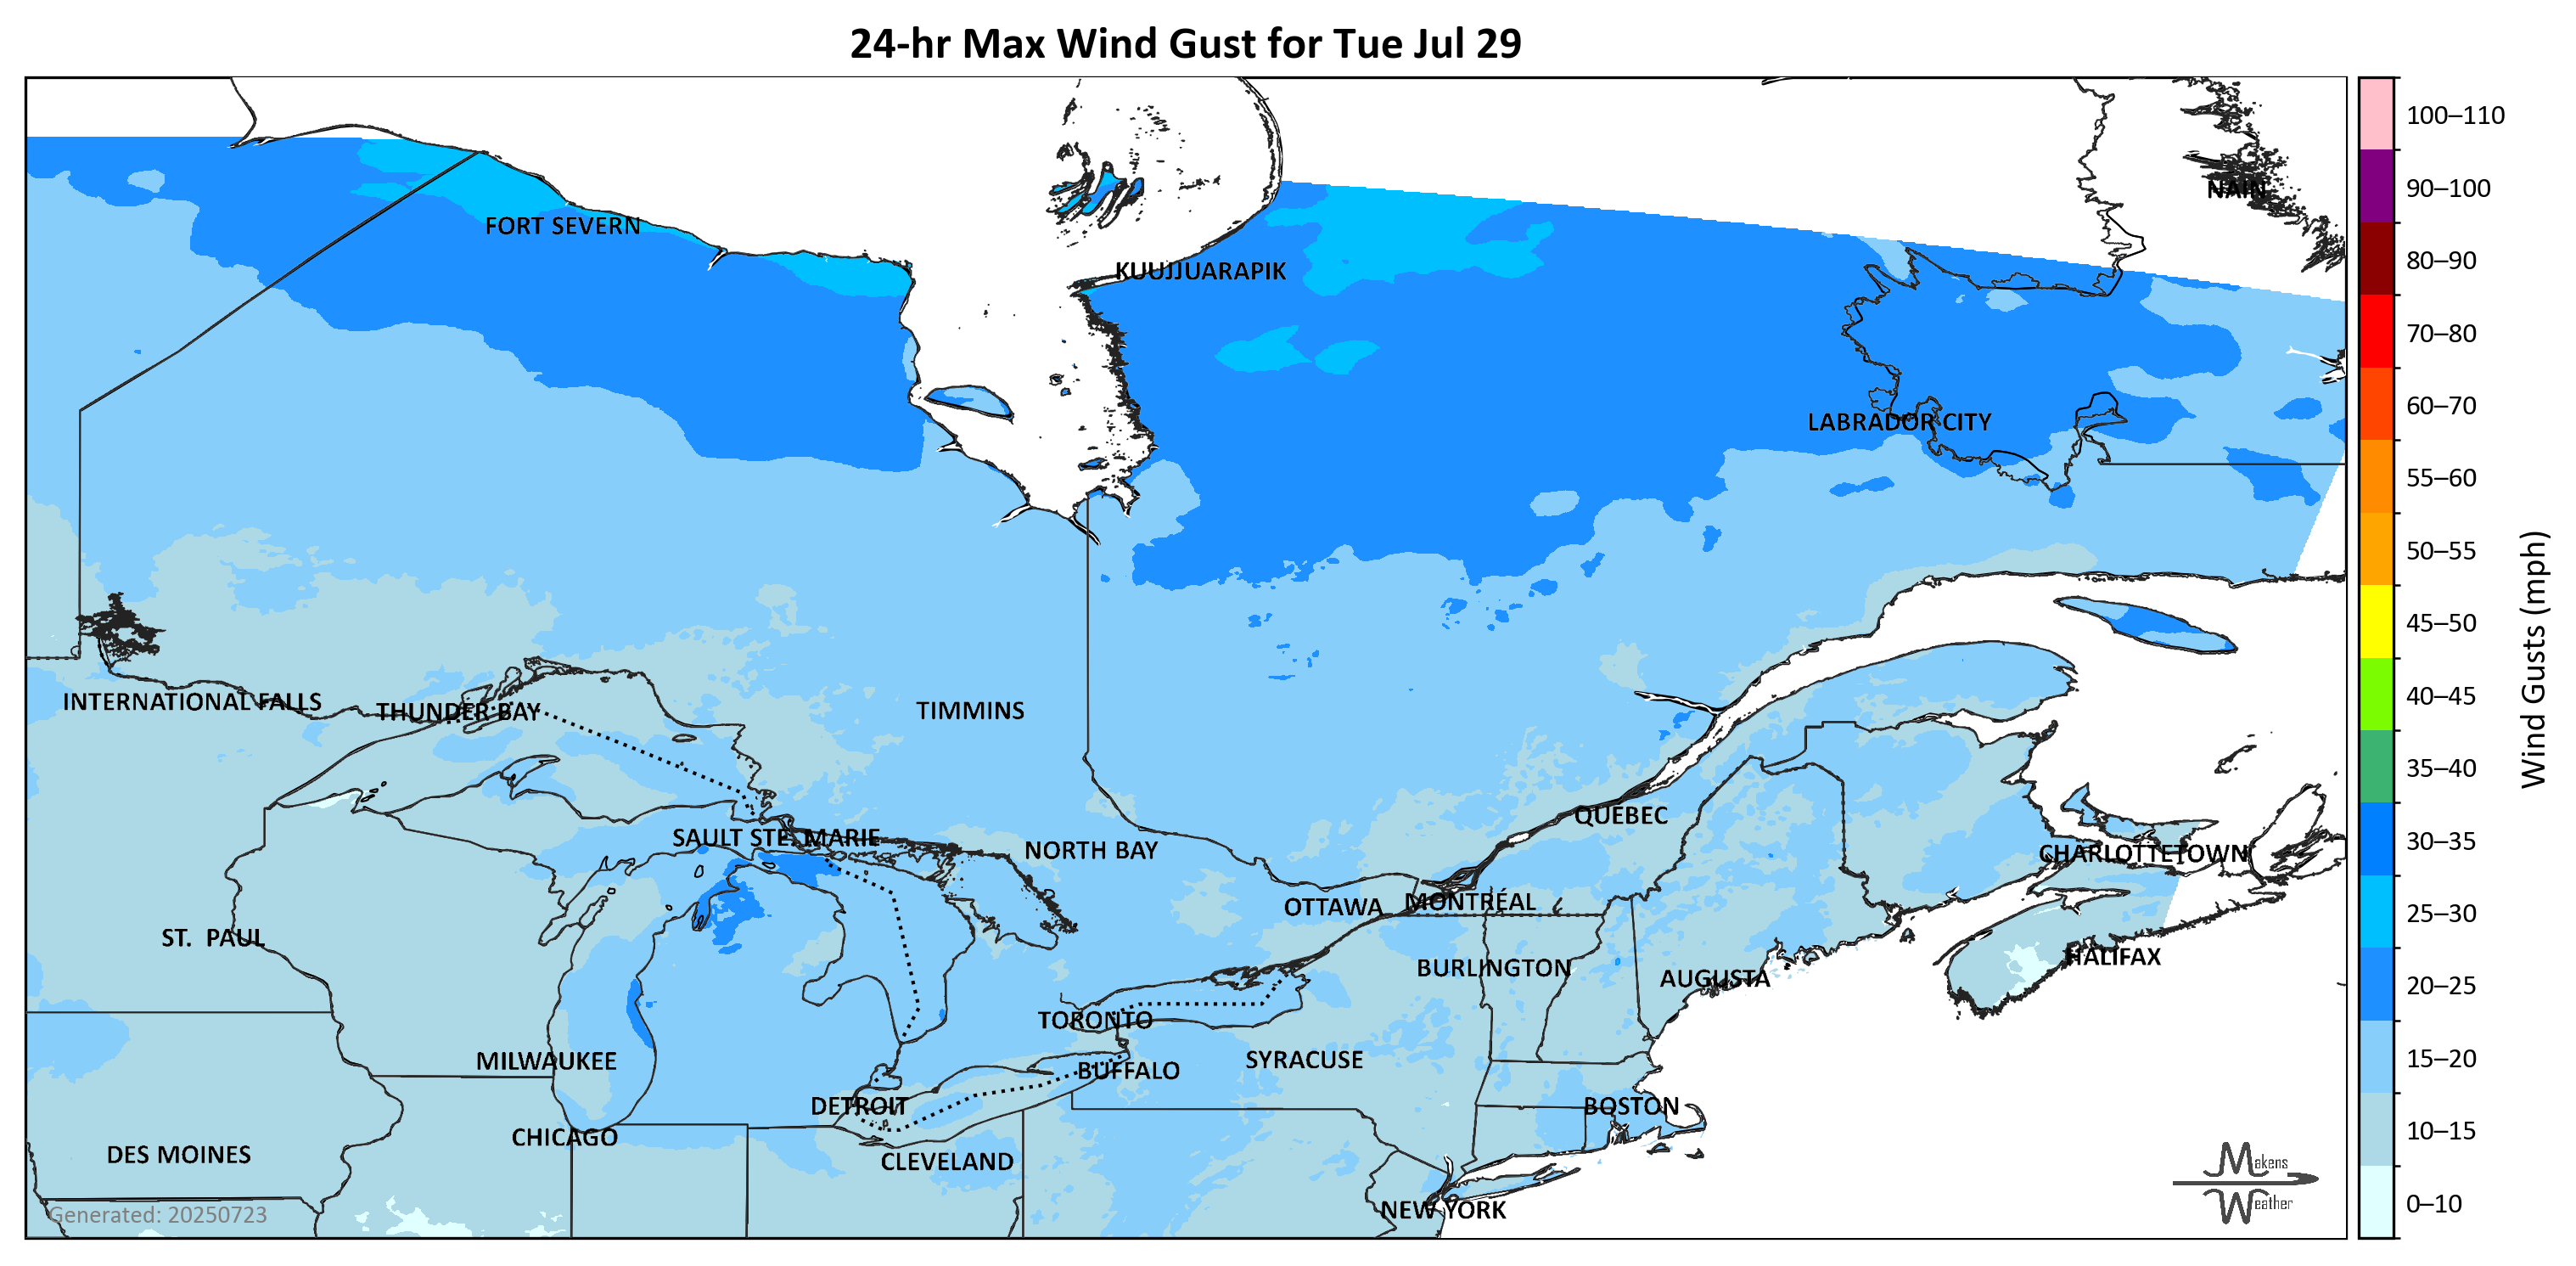 24-hr Max Wind Gust for Tue Jul 29
100–110
90–100
80–90
70–80
60–70
55–60
50–55
45–50
40–45
35–40
30–35
25–30
20–25
15–20
10–15
0–10
Wind Gusts (mph)
NAIN
FORT SEVERN
KUUJJUARAPIK
LABRADOR CITY
INTERNATIONAL FALLS
THUNDER BAY
TIMMINS
QUEBEC
SAULT STE. MARIE
NORTH BAY
CHARLOTTETOWN
OTTAWA
MONTRÉAL
ST. PAUL
HALIFAX
BURLINGTON
AUGUSTA
TORONTO
MILWAUKEE
SYRACUSE
BUFFALO
DETROIT
BOSTON
CHICAGO
DES MOINES
CLEVELAND
NEW YORK
Generated: 20250723
Makens
Weather